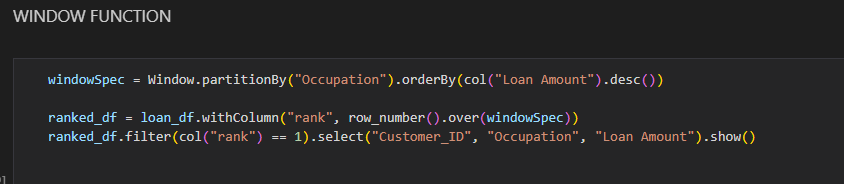 WINDOW FUNCTION
windowSpec = Window.partitionBy("Occupation").orderBy(col("Loan Amount").desc())
ranked_df = loan_df.withColumn("rank", row_number().over(windowSpec))
ranked_df.filter(col("rank") == 1).select("Customer_ID", "Occupation", "Loan Amount").show()